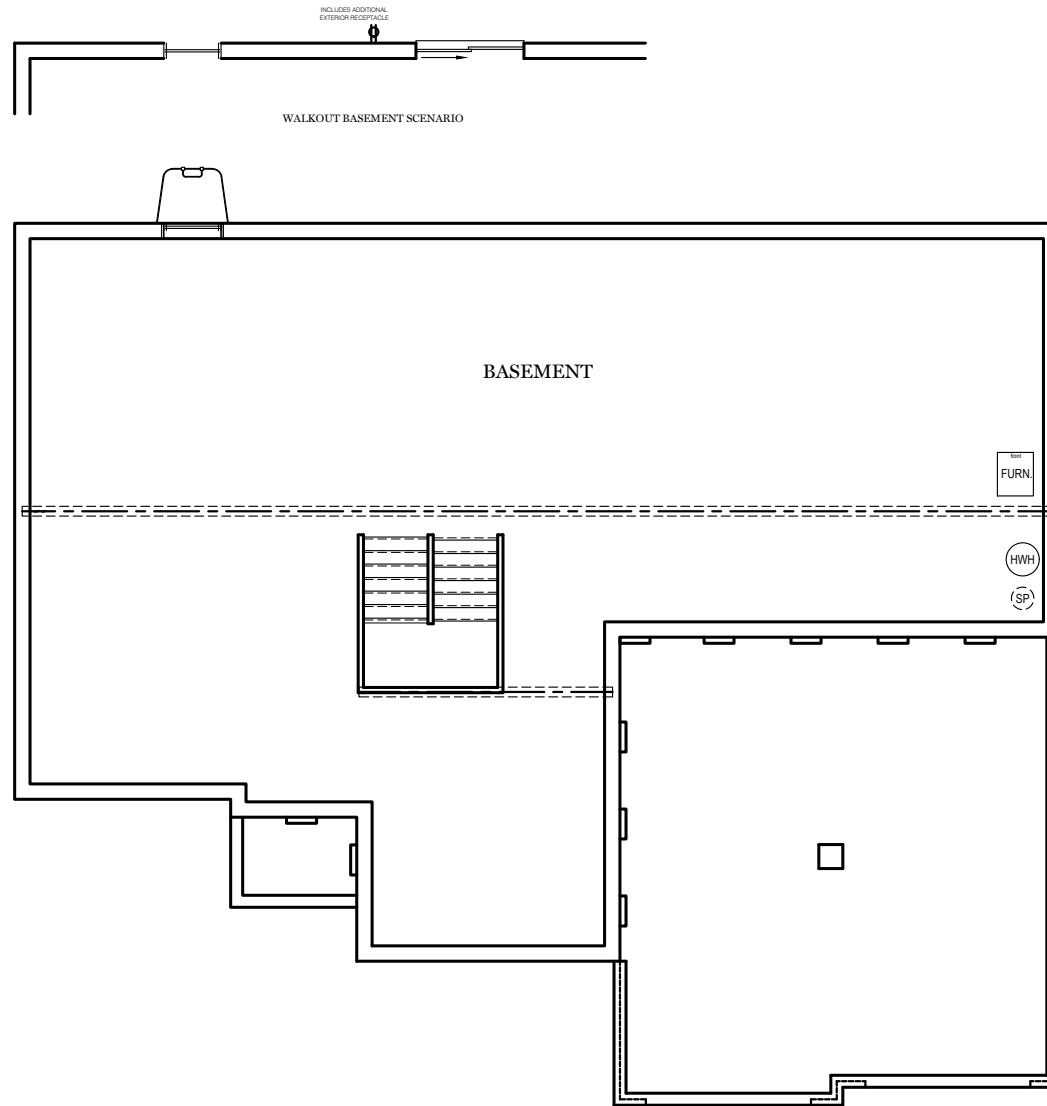 INCLUDES ADDITIONAL
EXTERIOR RECEPTACLE
WALKOUT BASEMENT SCENARIO
BASEMENT
front
FURN.
HWH
SP